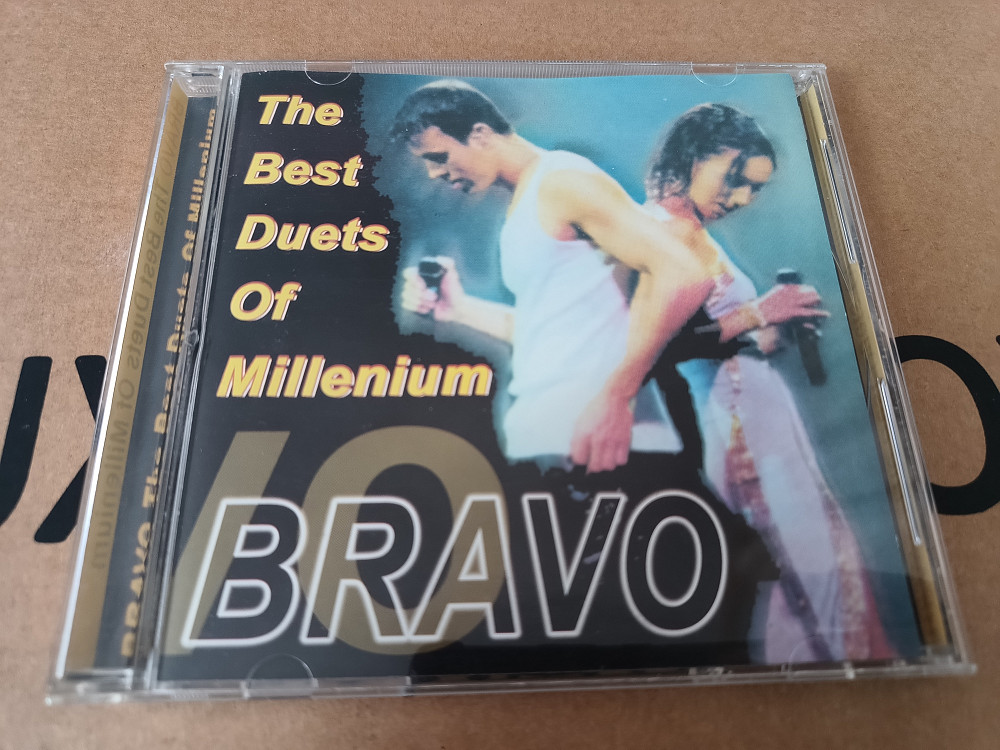 The
Best
Duets
Of
Millenium
BRAVO
BRAVO The Best Duets Of Millenium